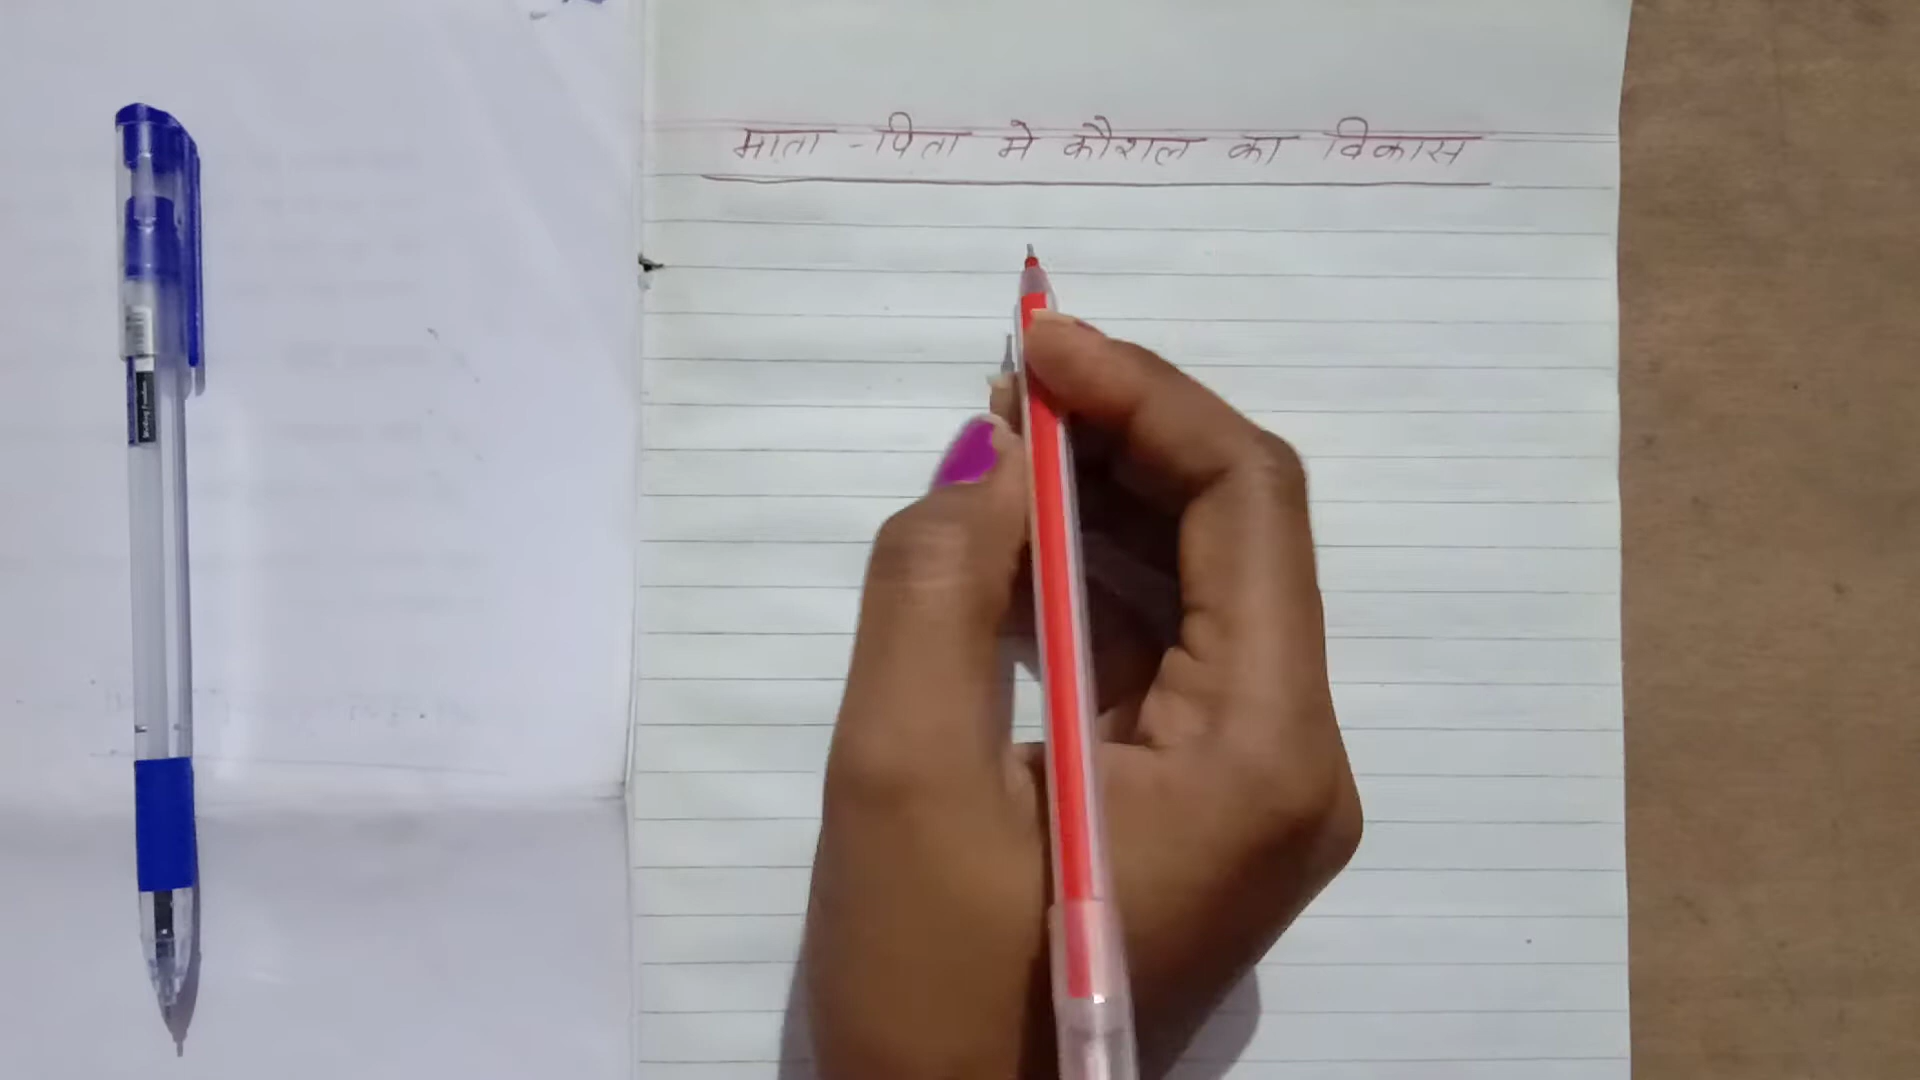 माता - पिता मे कौशल का विकास